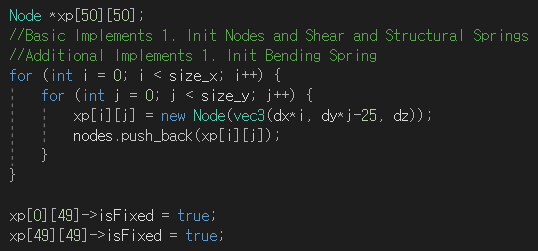 Node *xp[50][50];
//Basic Implements 1. Init Nodes and Shear and Structural Springs
//Additional Implements 1. Init Bending Spring
for (int i = 0; i < size_x; i++) {
for (int j = 0; j < size_y; j++) {
xp[i][j] = new Node(vec3(dx*i, dy*j-25, dz));
nodes.push_back(xp[i][j]);
}
}
xp[0][49]->isFixed = true;
xp[49][49]->isFixed = true;